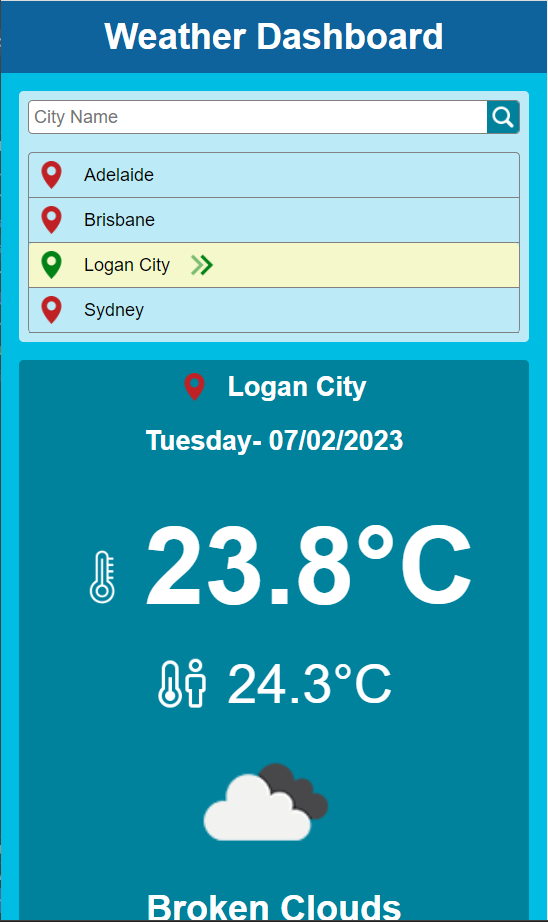 Weather Dashboard
City Name
Adelaide
Brisbane
Logan City
Sydney
Logan City
Tuesday- 07/02/2023
23.8°C
24.3°C
Broken Clouds